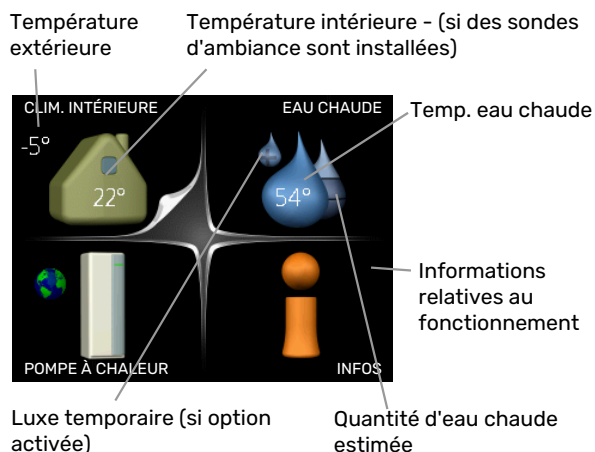 Température
extérieure
Température intérieure - (si des sondes
d'ambiance sont installées)
CLIM. INTÉRIEURE
EAU CHAUDE
Temp. eau chaude
-5°
22°
54°
Informations
relatives au
fonctionnement
POMPE À CHALEUR
INFOS
Luxe temporaire (si option
activée)
Quantité d'eau chaude
estimée